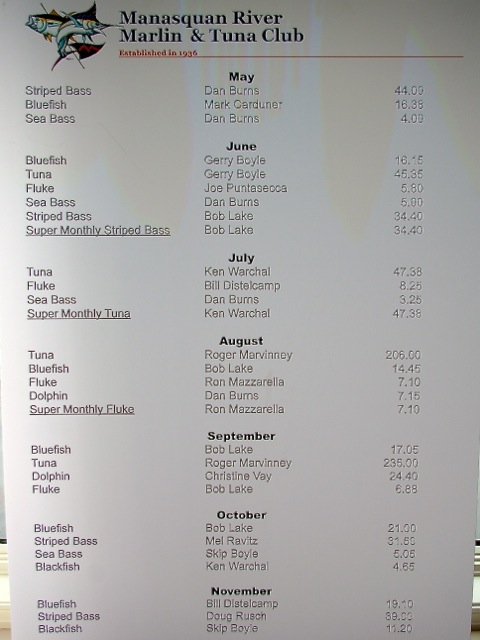 Manasquan River
Marlin & Tuna Club
Established in 1936
May
Striped Bass Dan Burns 44.00
Bluefish Mark Garduner 16.38
Sea Bass Dan Burns 4.00
June
Bluefish Gerry Boyle 16.15
Tuna Gerry Boyle 45.35
Fluke Joe Puntasecca 5.80
Sea Bass Dan Burns
Striped Bass Bob Lake 34.40
Super Monthly Striped Bass Bob Lake 34.40
July
Tuna Ken Warchal 47.38
Fluke Bill Distelcamp 8.25
Sea Bass Dan Burns 3.25
Super Monthly Tuna Ken Warchal 47.38
August
Tuna Roger Marvinney 206.00
Bluefish Bob Lake 14.45
Fluke Ron Mazzarella 7.10
Dolphin Dan Burns 7.15
Super Monthly Fluke Ron Mazzarella 7.10
September
Bluefish Bob Lake 17.05
Tuna Roger Marvinney 235.00
Dolphin Christine Vay 24.40
Fluke Bob Lake 6.88
October
Bluefish Bob Lake 21.00
Striped Bass Mel Ravitz
Sea Bass Skip Boyle 5.05
Blackfish Ken Warchal 4.65
November
Bluefish Bill Distelcamp 19.10
Striped Bass Doug Rusch
Blackfish Skip Boyle 11.20